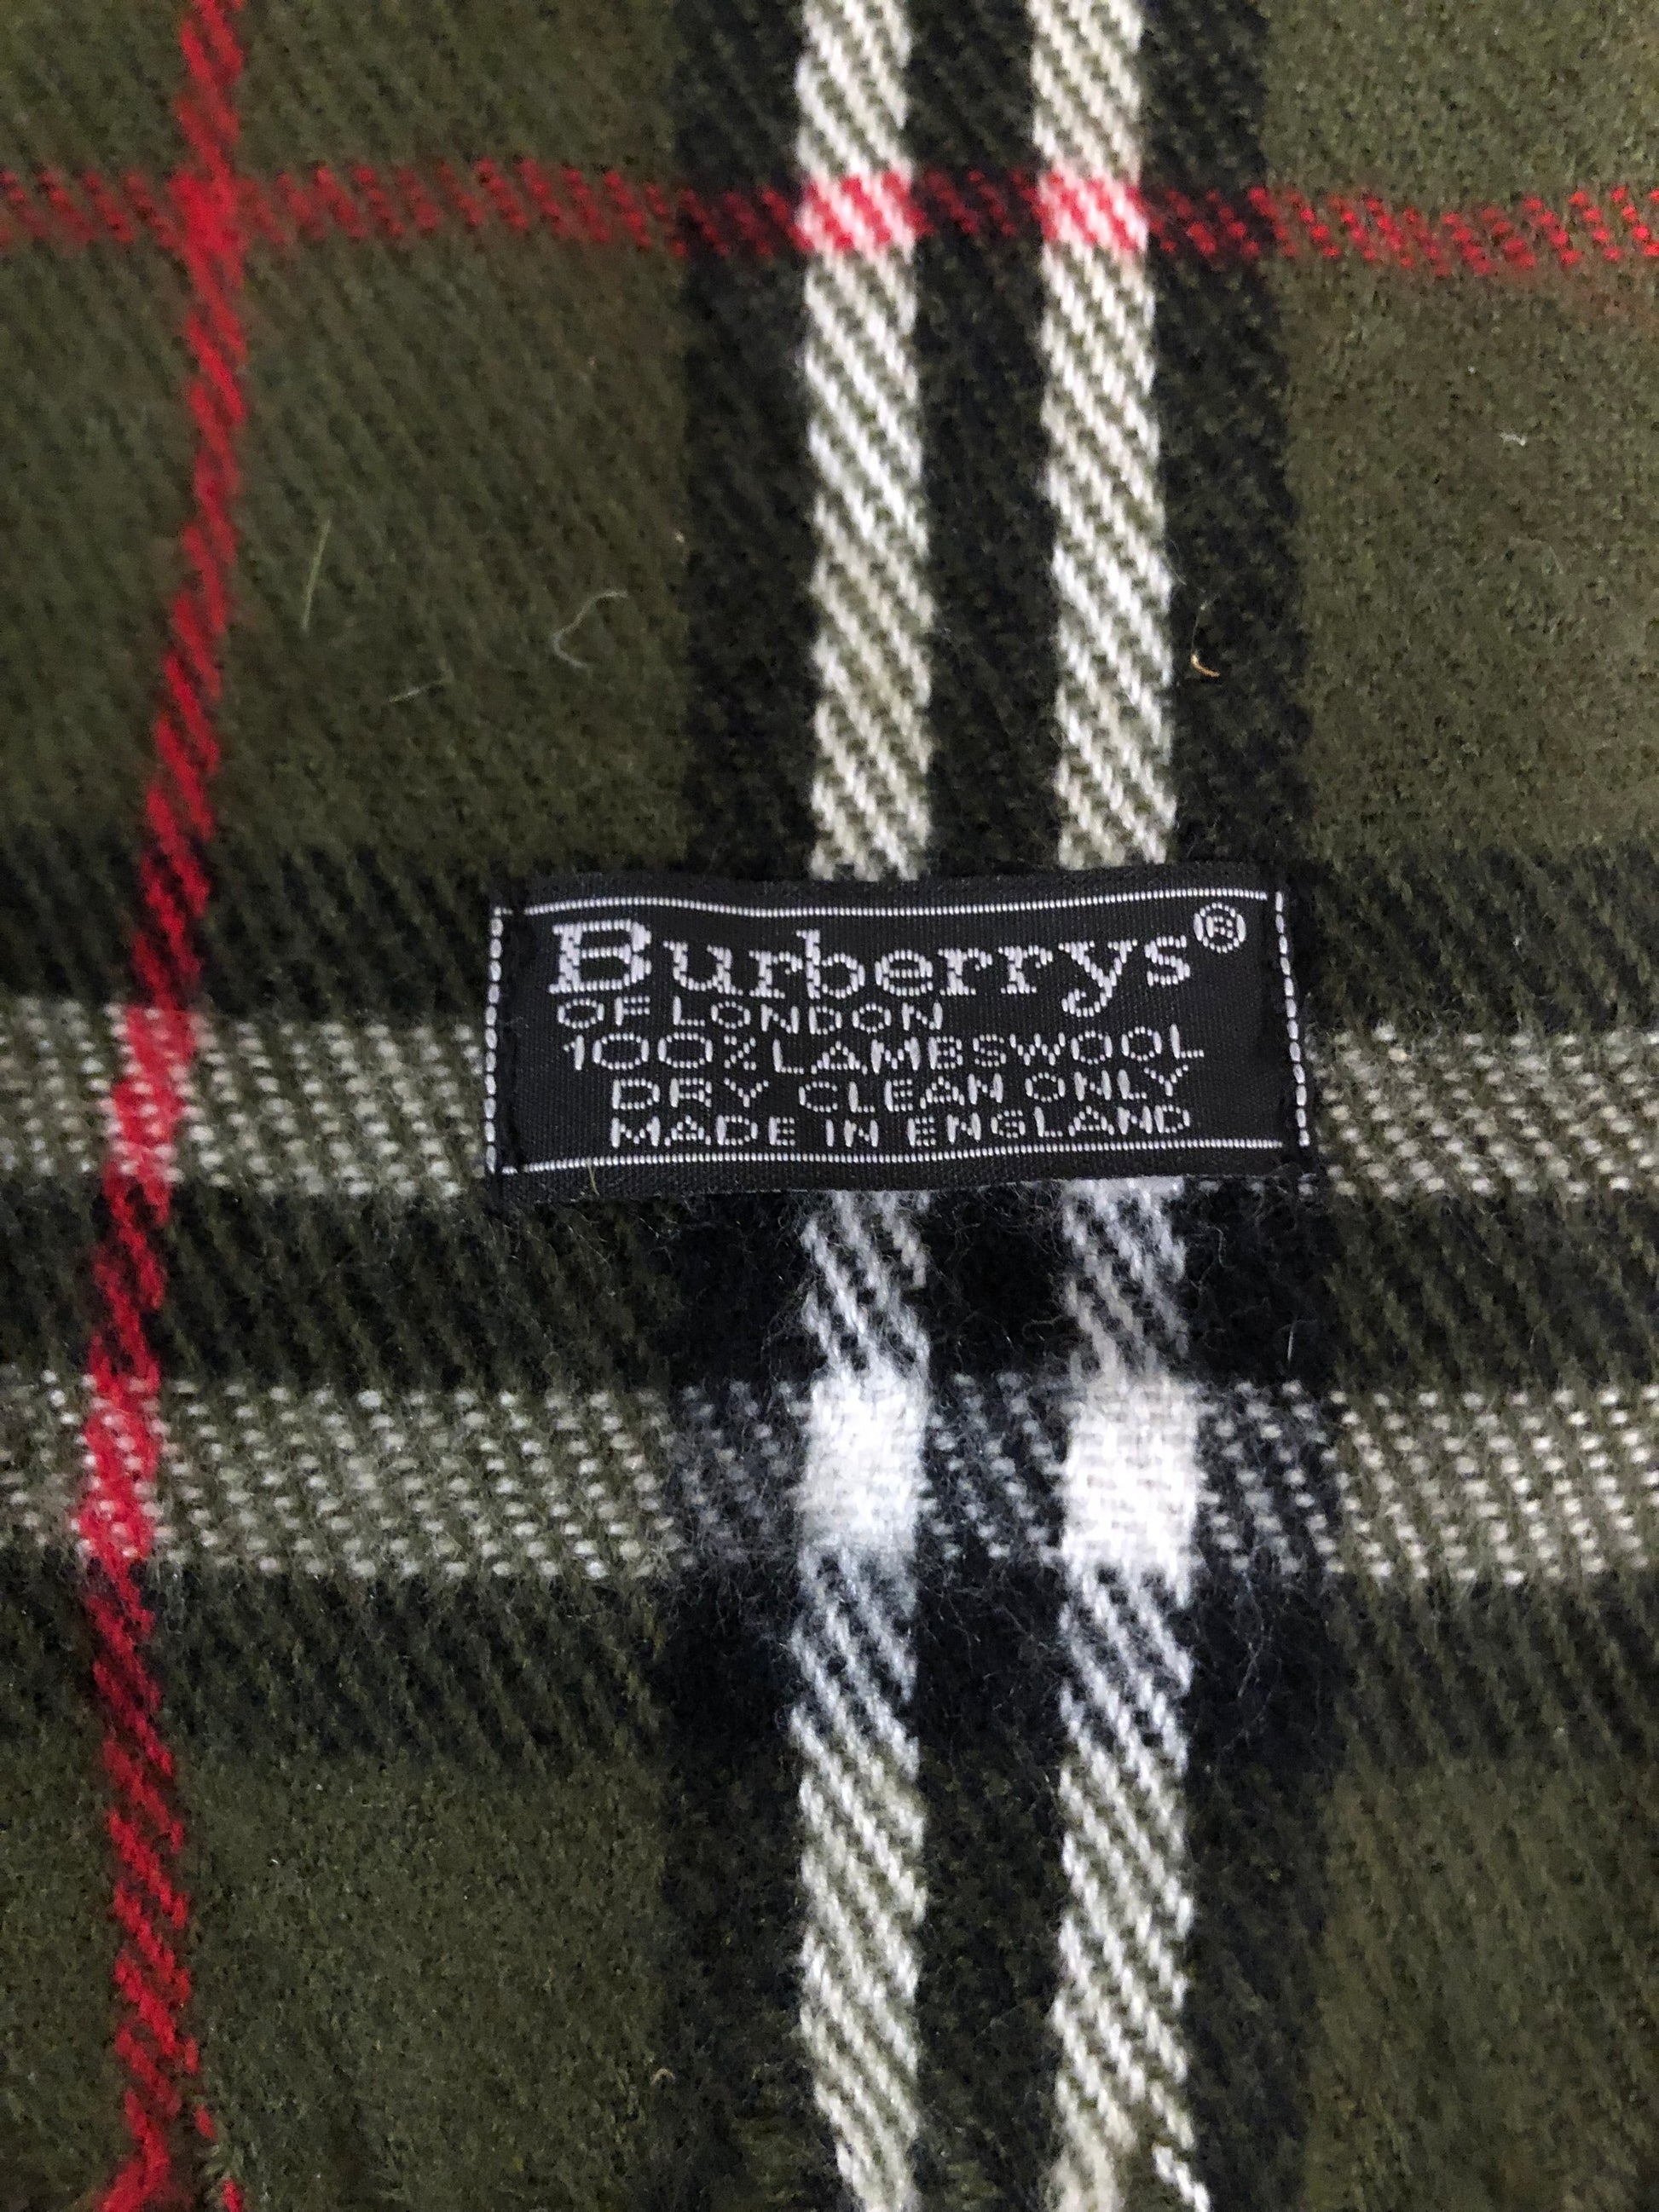 Burberrys®
OF LONDON
100% LAMBSWOOL
DRY CLEAN ONLY
MADE IN ENGLAND